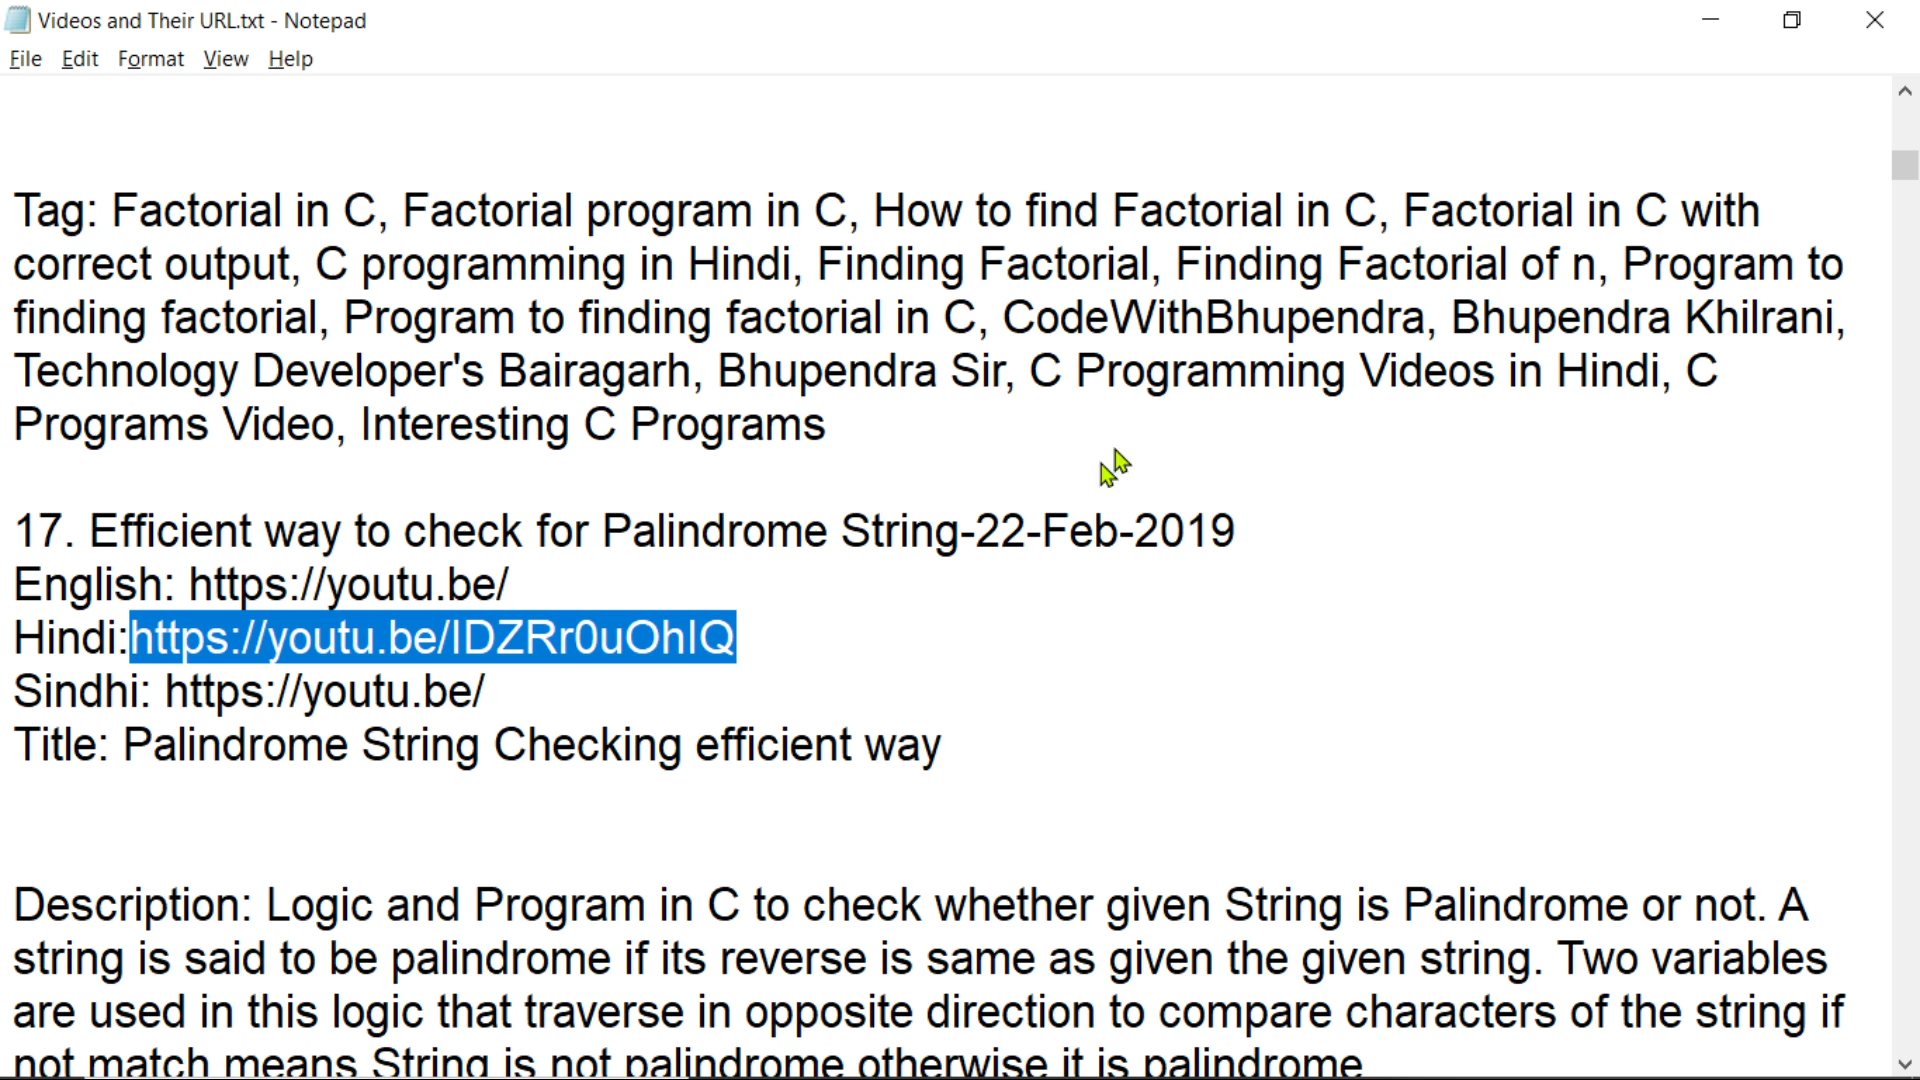 Videos and Their URL.txt - Notepad
File Edit Format View Help
Tag: Factorial in C, Factorial program in C, How to find Factorial in C, Factorial in C with
correct output, C programming in Hindi, Finding Factorial, Finding Factorial of n, Program to
finding factorial, Program to finding factorial in C, CodeWithBhupendra, Bhupendra Khilrani,
Technology Developer's Bairagarh, Bhupendra Sir, C Programming Videos in Hindi, C
Programs Video, Interesting C Programs
17. Efficient way to check for Palindrome String-22-Feb-2019
English: https://youtu.be/
Hindi:https://youtu.be/IDZRr0uOhlQ
Sindhi: https://youtu.be/
Title: Palindrome String Checking efficient way
Description: Logic and Program in C to check whether given String is Palindrome or not. A
string is said to be palindrome if its reverse is same as given the given string. Two variables
are used in this logic that traverse in opposite direction to compare characters of the string if
not match means String is not palindrome otherwise it is palindrome